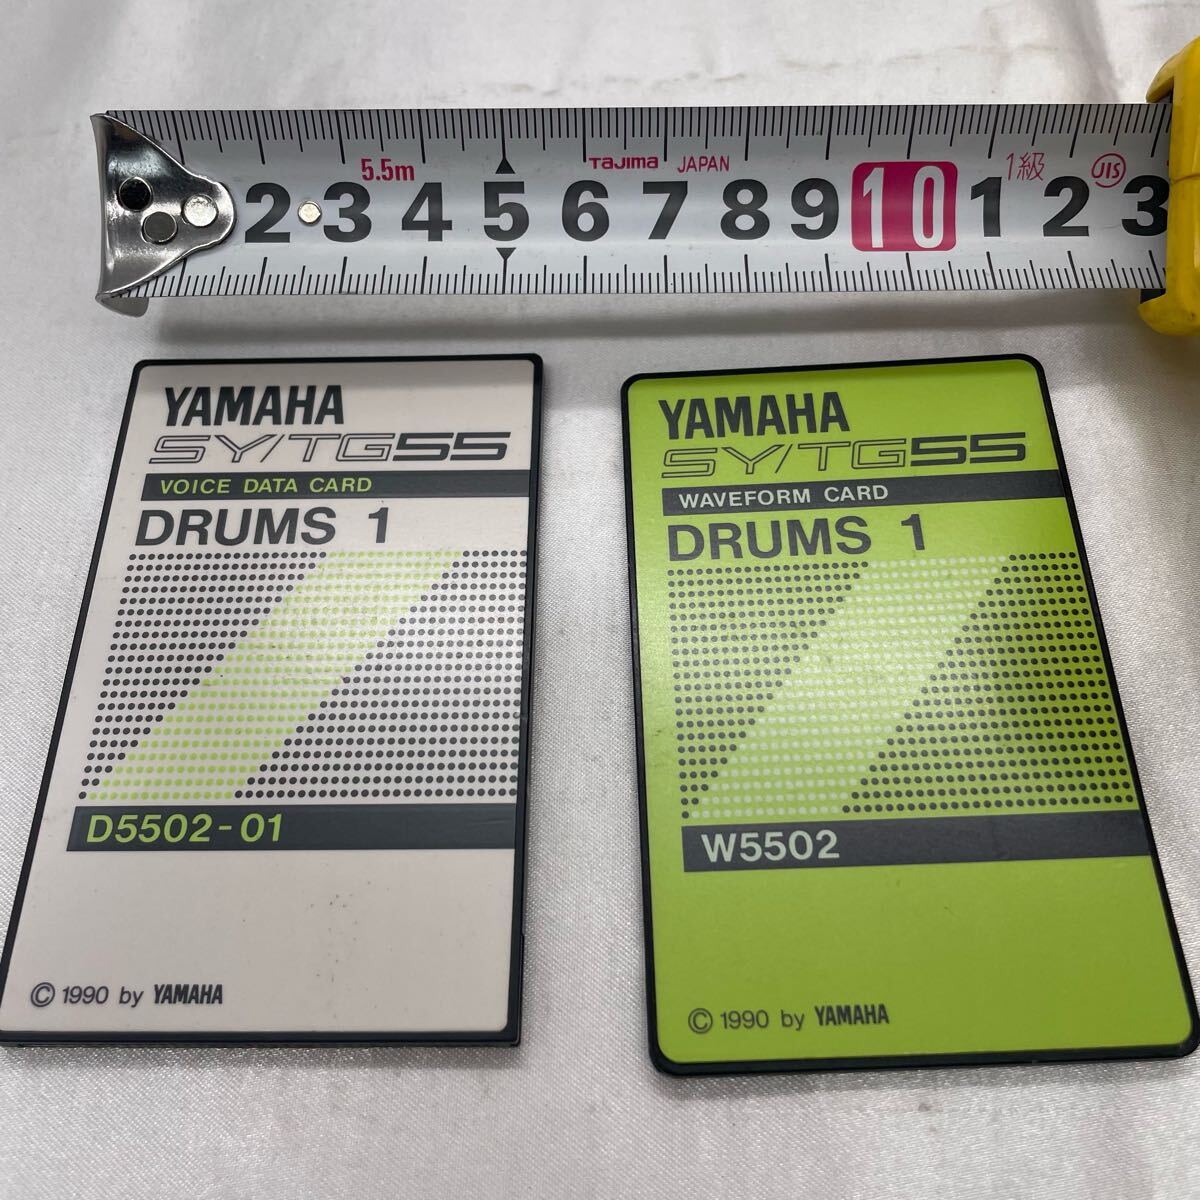 5.5m
TAJIMA JAPAN
1級
JIS
2 3 4 5 6 7 8 9 10 1 2 3
YAMAHA
SY/TG55
VOICE DATA CARD
DRUMS 1
D5502-01
© 1990 by YAMAHA
YAMAHA
SY/TG55
WAVEFORM CARD
DRUMS 1
W5502
© 1990 by YAMAHA